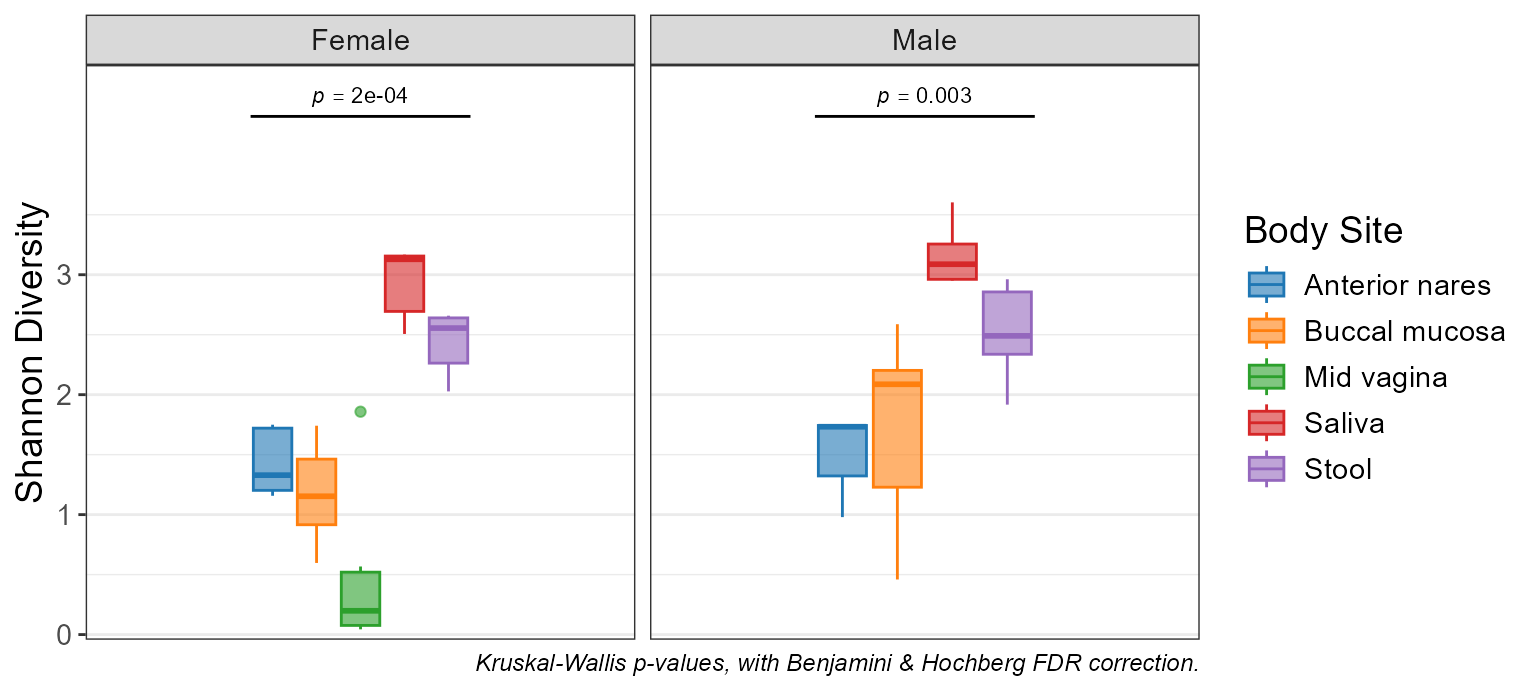 Female
Male
p = 2e-04
p = 0.003
Shannon Diversity
3
2
1
0
Body Site
Anterior nares
Buccal mucosa
Mid vagina
Saliva
Stool
Kruskal-Wallis p-values, with Benjamini & Hochberg FDR correction.